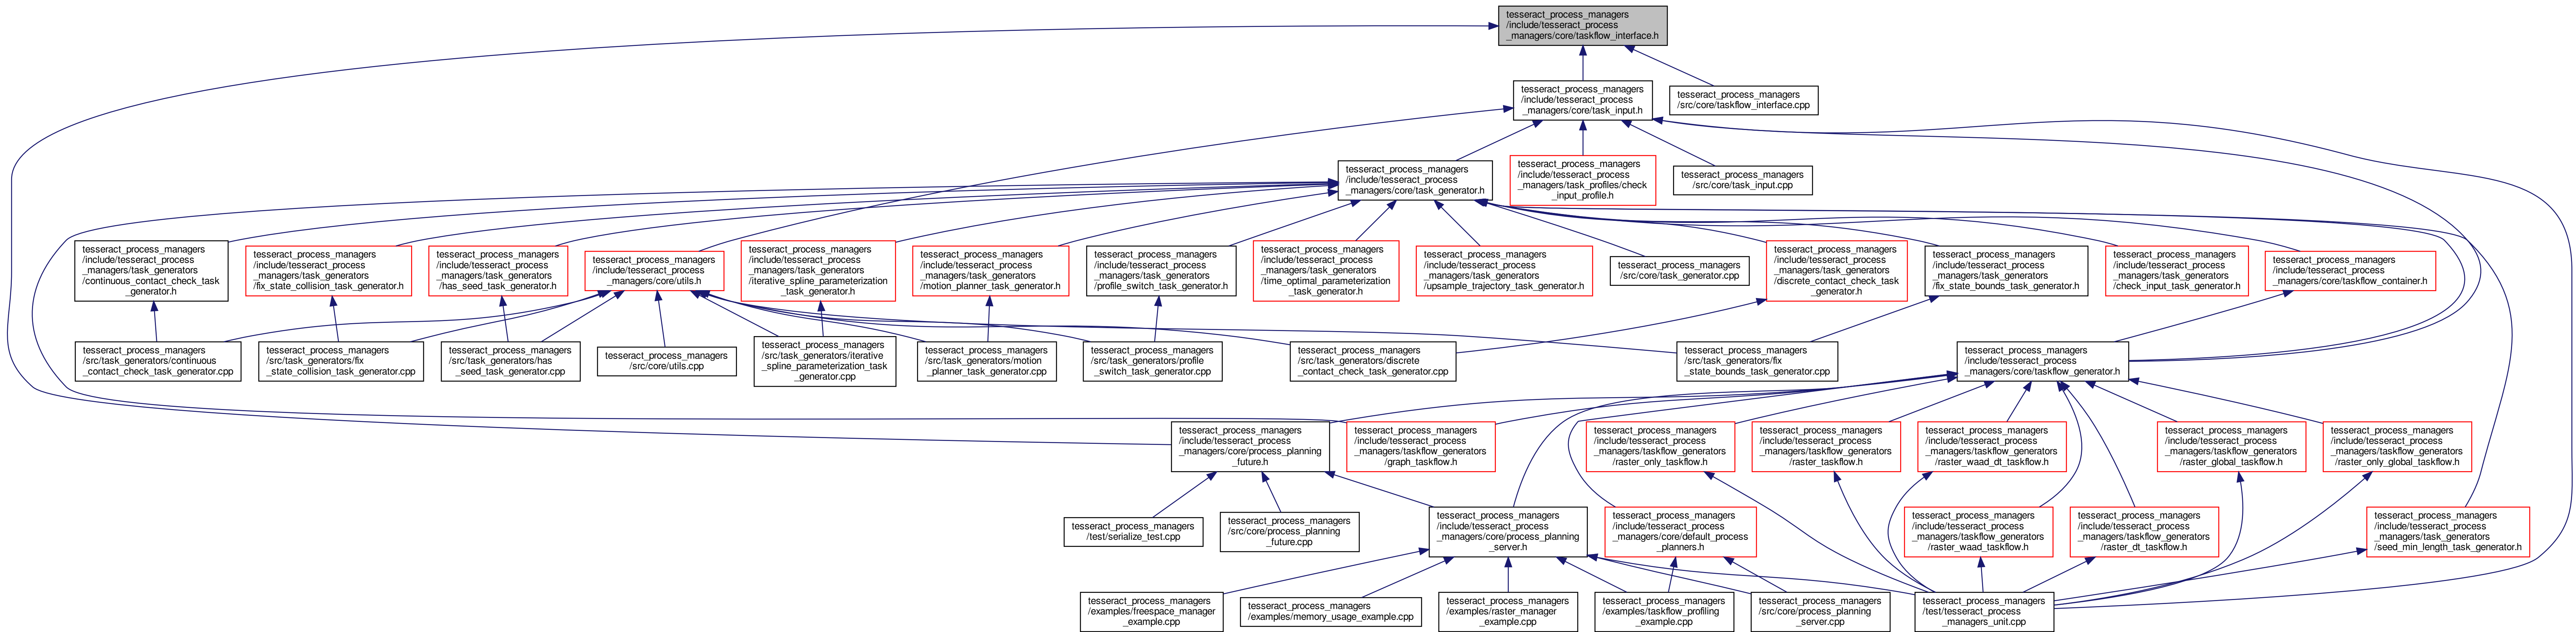 tesseract_process_managers
/include/tesseract_process
_managers/core/taskflow_interface.h
tesseract_process_managers
/include/tesseract_process
_managers/core/task_input.h
tesseract_process_managers
/src/core/taskflow_interface.cpp
tesseract_process_managers
/include/tesseract_process
_managers/core/task_generator.h
tesseract_process_managers
/include/tesseract_process
_managers/task_profiles/check
_input_profile.h
tesseract_process_managers
/src/core/task_input.cpp
tesseract_process_managers
/include/tesseract_process
_managers/task_generators
/continuous_contact_check_task
_generator.h
tesseract_process_managers
/include/tesseract_process
_managers/task_generators
/fix_state_collision_task_generator.h
tesseract_process_managers
/include/tesseract_process
_managers/task_generators
/has_seed_task_generator.h
tesseract_process_managers
/include/tesseract_process
_managers/core/utils.h
tesseract_process_managers
/include/tesseract_process
_managers/task_generators
/iterative_spline_parameterization
_task_generator.h
tesseract_process_managers
/include/tesseract_process
_managers/task_generators
/motion_planner_task_generator.h
tesseract_process_managers
/include/tesseract_process
_managers/task_generators
/profile_switch_task_generator.h
tesseract_process_managers
/include/tesseract_process
_managers/task_generators
/time_optimal_parameterization
_task_generator.h
tesseract_process_managers
/include/tesseract_process
_managers/task_generators
/upsample_trajectory_task_generator.h
tesseract_process_managers
/src/core/task_generator.cpp
tesseract_process_managers
/include/tesseract_process
_managers/task_generators
/discrete_contact_check_task
_generator.h
tesseract_process_managers
/include/tesseract_process
_managers/task_generators
/fix_state_bounds_task_generator.h
tesseract_process_managers
/include/tesseract_process
_managers/task_generators
/check_input_task_generator.h
tesseract_process_managers
/include/tesseract_process
_managers/core/taskflow_container.h
tesseract_process_managers
/src/task_generators/continuous
_contact_check_task_generator.cpp
tesseract_process_managers
/src/task_generators/fix
_state_collision_task_generator.cpp
tesseract_process_managers
/src/task_generators/has
_seed_task_generator.cpp
tesseract_process_managers
/src/core/utils.cpp
tesseract_process_managers
/src/task_generators/iterative
_spline_parameterization_task
_generator.cpp
tesseract_process_managers
/src/task_generators/motion
_planner_task_generator.cpp
tesseract_process_managers
/src/task_generators/profile
_switch_task_generator.cpp
tesseract_process_managers
/src/task_generators/discrete
_contact_check_task_generator.cpp
tesseract_process_managers
/src/task_generators/fix
_state_bounds_task_generator.cpp
tesseract_process_managers
/include/tesseract_process
_managers/core/taskflow_generator.h
tesseract_process_managers
/include/tesseract_process
_managers/core/process_planning
_future.h
tesseract_process_managers
/include/tesseract_process
_managers/taskflow_generators
/graph_taskflow.h
tesseract_process_managers
/include/tesseract_process
_managers/taskflow_generators
/raster_only_taskflow.h
tesseract_process_managers
/include/tesseract_process
_managers/taskflow_generators
/raster_taskflow.h
tesseract_process_managers
/include/tesseract_process
_managers/taskflow_generators
/raster_waad_dt_taskflow.h
tesseract_process_managers
/include/tesseract_process
_managers/taskflow_generators
/raster_global_taskflow.h
tesseract_process_managers
/include/tesseract_process
_managers/taskflow_generators
/raster_only_global_taskflow.h
tesseract_process_managers
/test/serialize_test.cpp
tesseract_process_managers
/src/core/process_planning
_future.cpp
tesseract_process_managers
/include/tesseract_process
_managers/core/process_planning
_server.h
tesseract_process_managers
/include/tesseract_process
_managers/core/default_process
_planners.h
tesseract_process_managers
/include/tesseract_process
_managers/taskflow_generators
/raster_waad_taskflow.h
tesseract_process_managers
/include/tesseract_process
_managers/taskflow_generators
/raster_dt_taskflow.h
tesseract_process_managers
/include/tesseract_process
_managers/task_generators
/seed_min_length_task_generator.h
tesseract_process_managers
/examples/freespace_manager
_example.cpp
tesseract_process_managers
/examples/memory_usage_example.cpp
tesseract_process_managers
/examples/raster_manager
_example.cpp
tesseract_process_managers
/examples/taskflow_profiling
_example.cpp
tesseract_process_managers
/src/core/process_planning
_server.cpp
tesseract_process_managers
/test/tesseract_process
_managers_unit.cpp